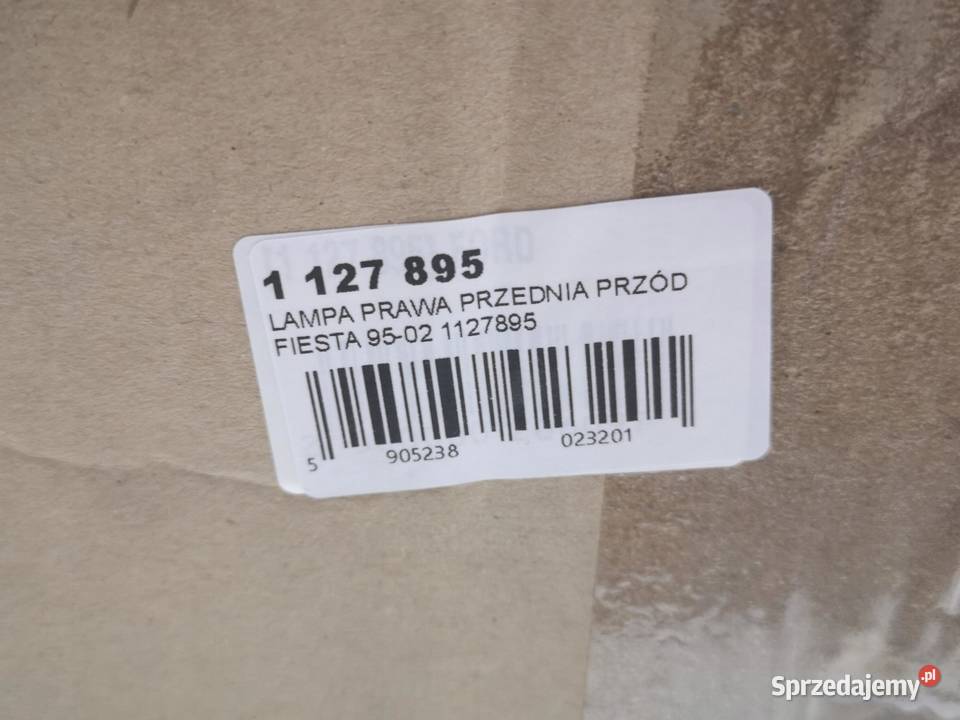 1 127 895
LAMPA PRAWA PRZEDNIA PRZÓD
FIESTA 95-02 1127895
5 905238 023201
Sprzedajemy.pl